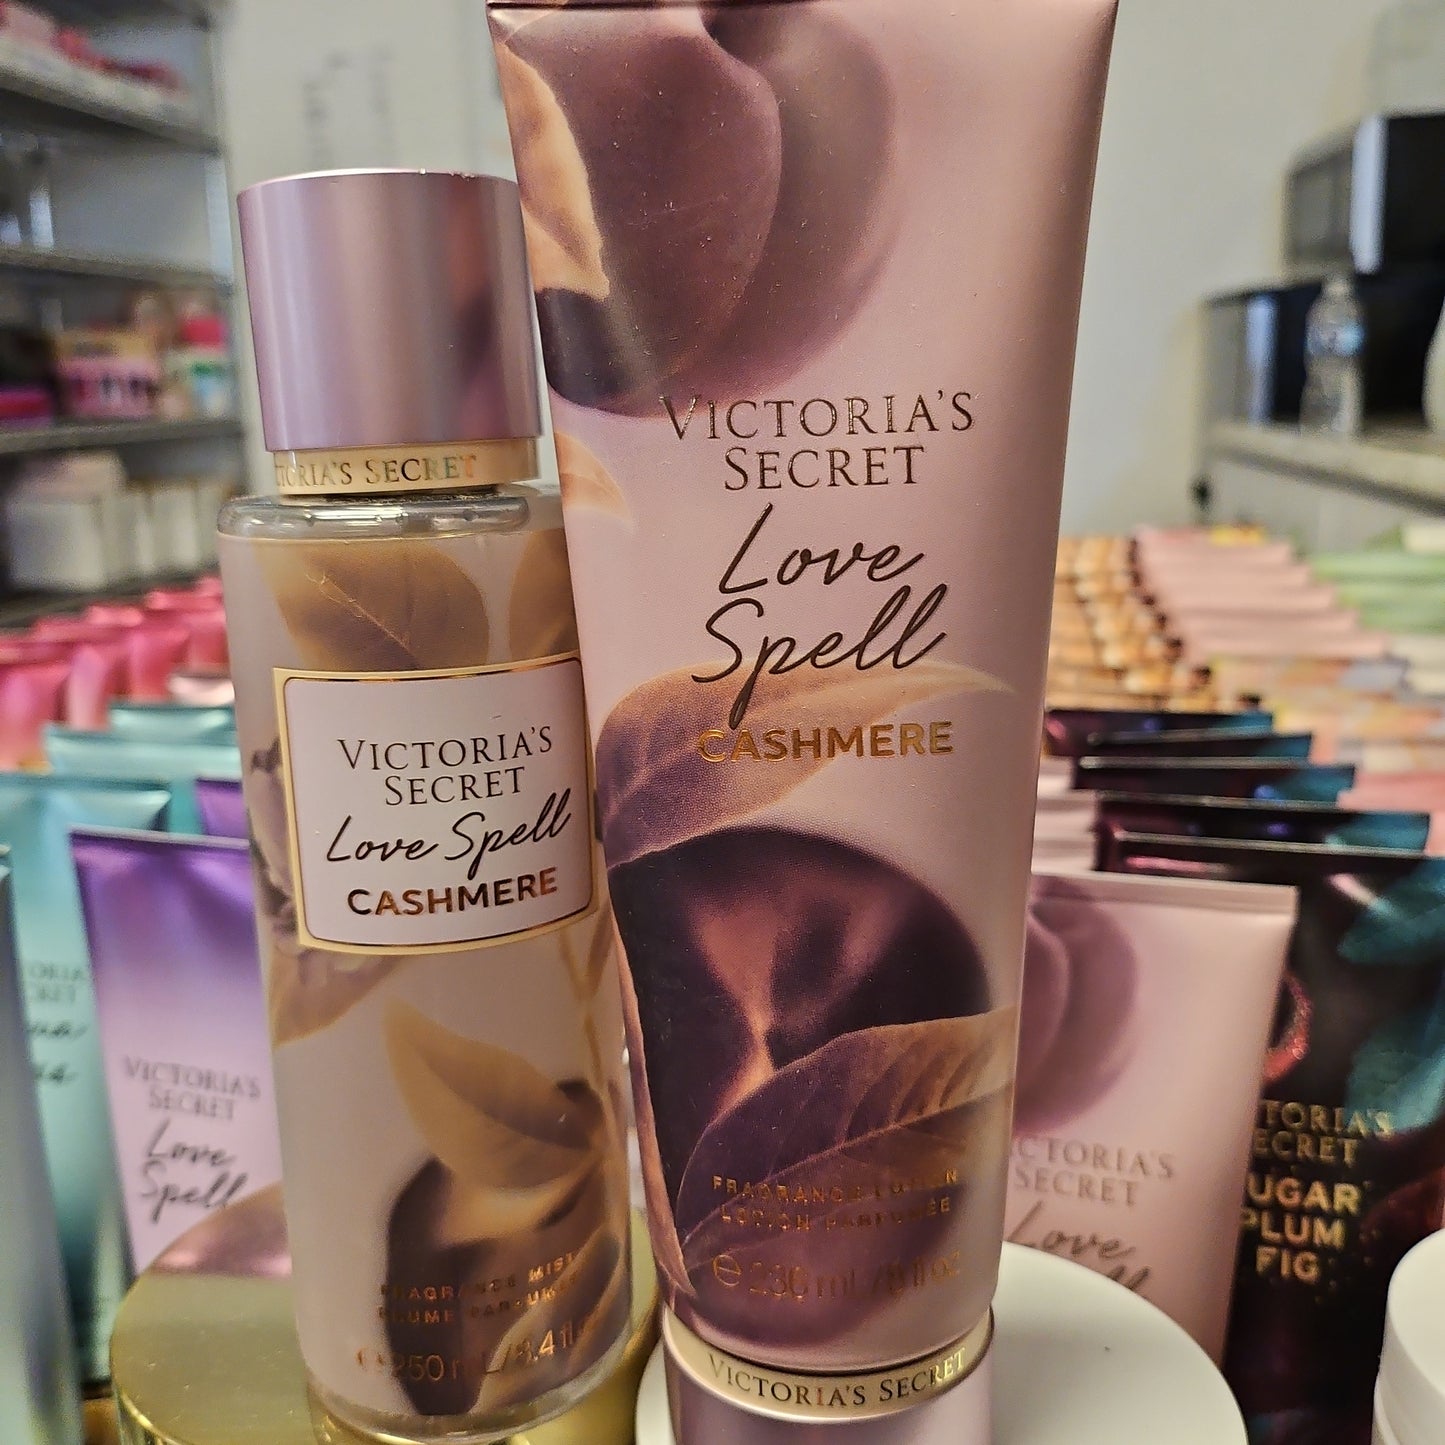 VICTORIA'S SECRET
VICTORIA'S
SECRET
Love Spell
CASHMERE
FRAGRANCE MIST
BRUME PARFUMÉE
250 mL / 8.4 fl
VICTORIA'S
SECRET
Love
Spell
CASHMERE
FRAGRANCE LOTION
LOTION PARFUMÉE
℮ 236 mL / 8 fl oz
VICTORIA'S SECRET
VICTORIA'S
SECRET
Love
Spell
VICTORIA'S
SECRET
Love
Spell
VICTORIA'S
SECRET
SUGAR
PLUM
FIG